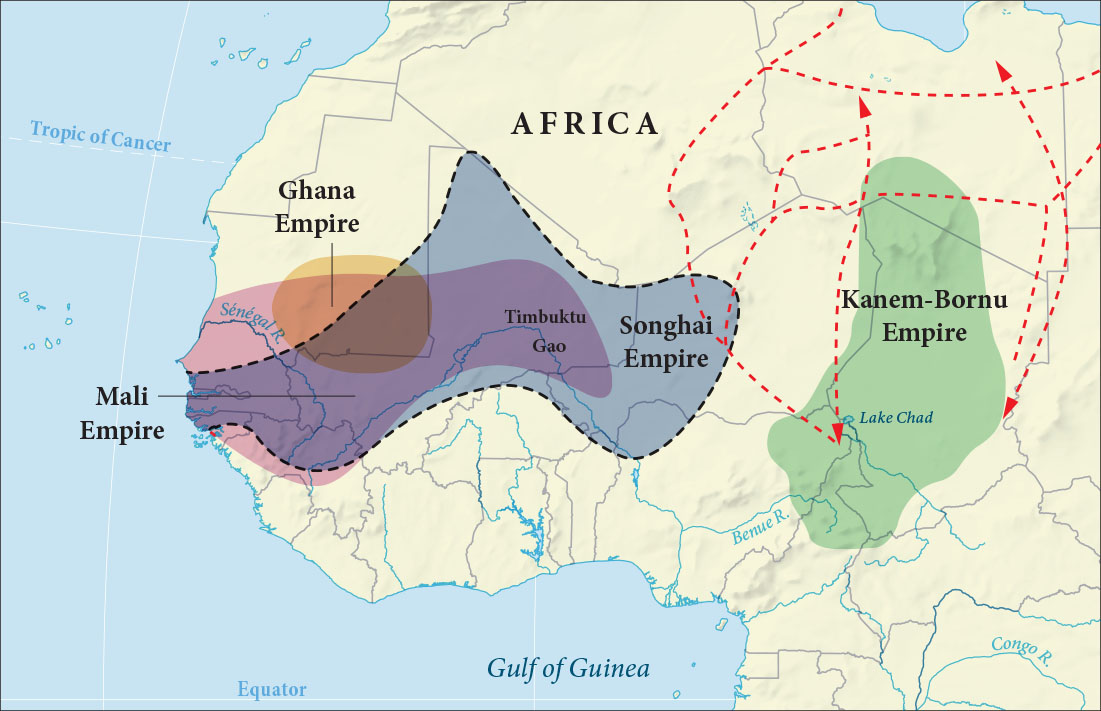 AFRICA
Tropic of Cancer
Ghana
Empire
Kanem-Bornu
Empire
Sénégal R.
Timbuktu
Gao
Songhai
Empire
Mali
Empire
Lake Chad
Benue R.
Congo R.
Gulf of Guinea
Equator